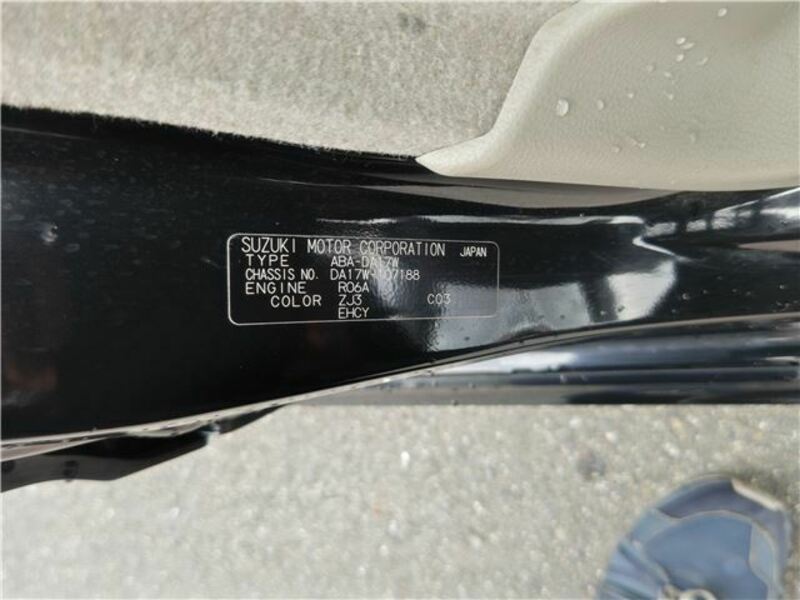 SUZUKI MOTOR CORPORATION JAPAN
TYPE ABA-DA17W
CHASSIS NO. DA17W-107188
ENGINE R06A
COLOR ZJ3 C03
EHCY